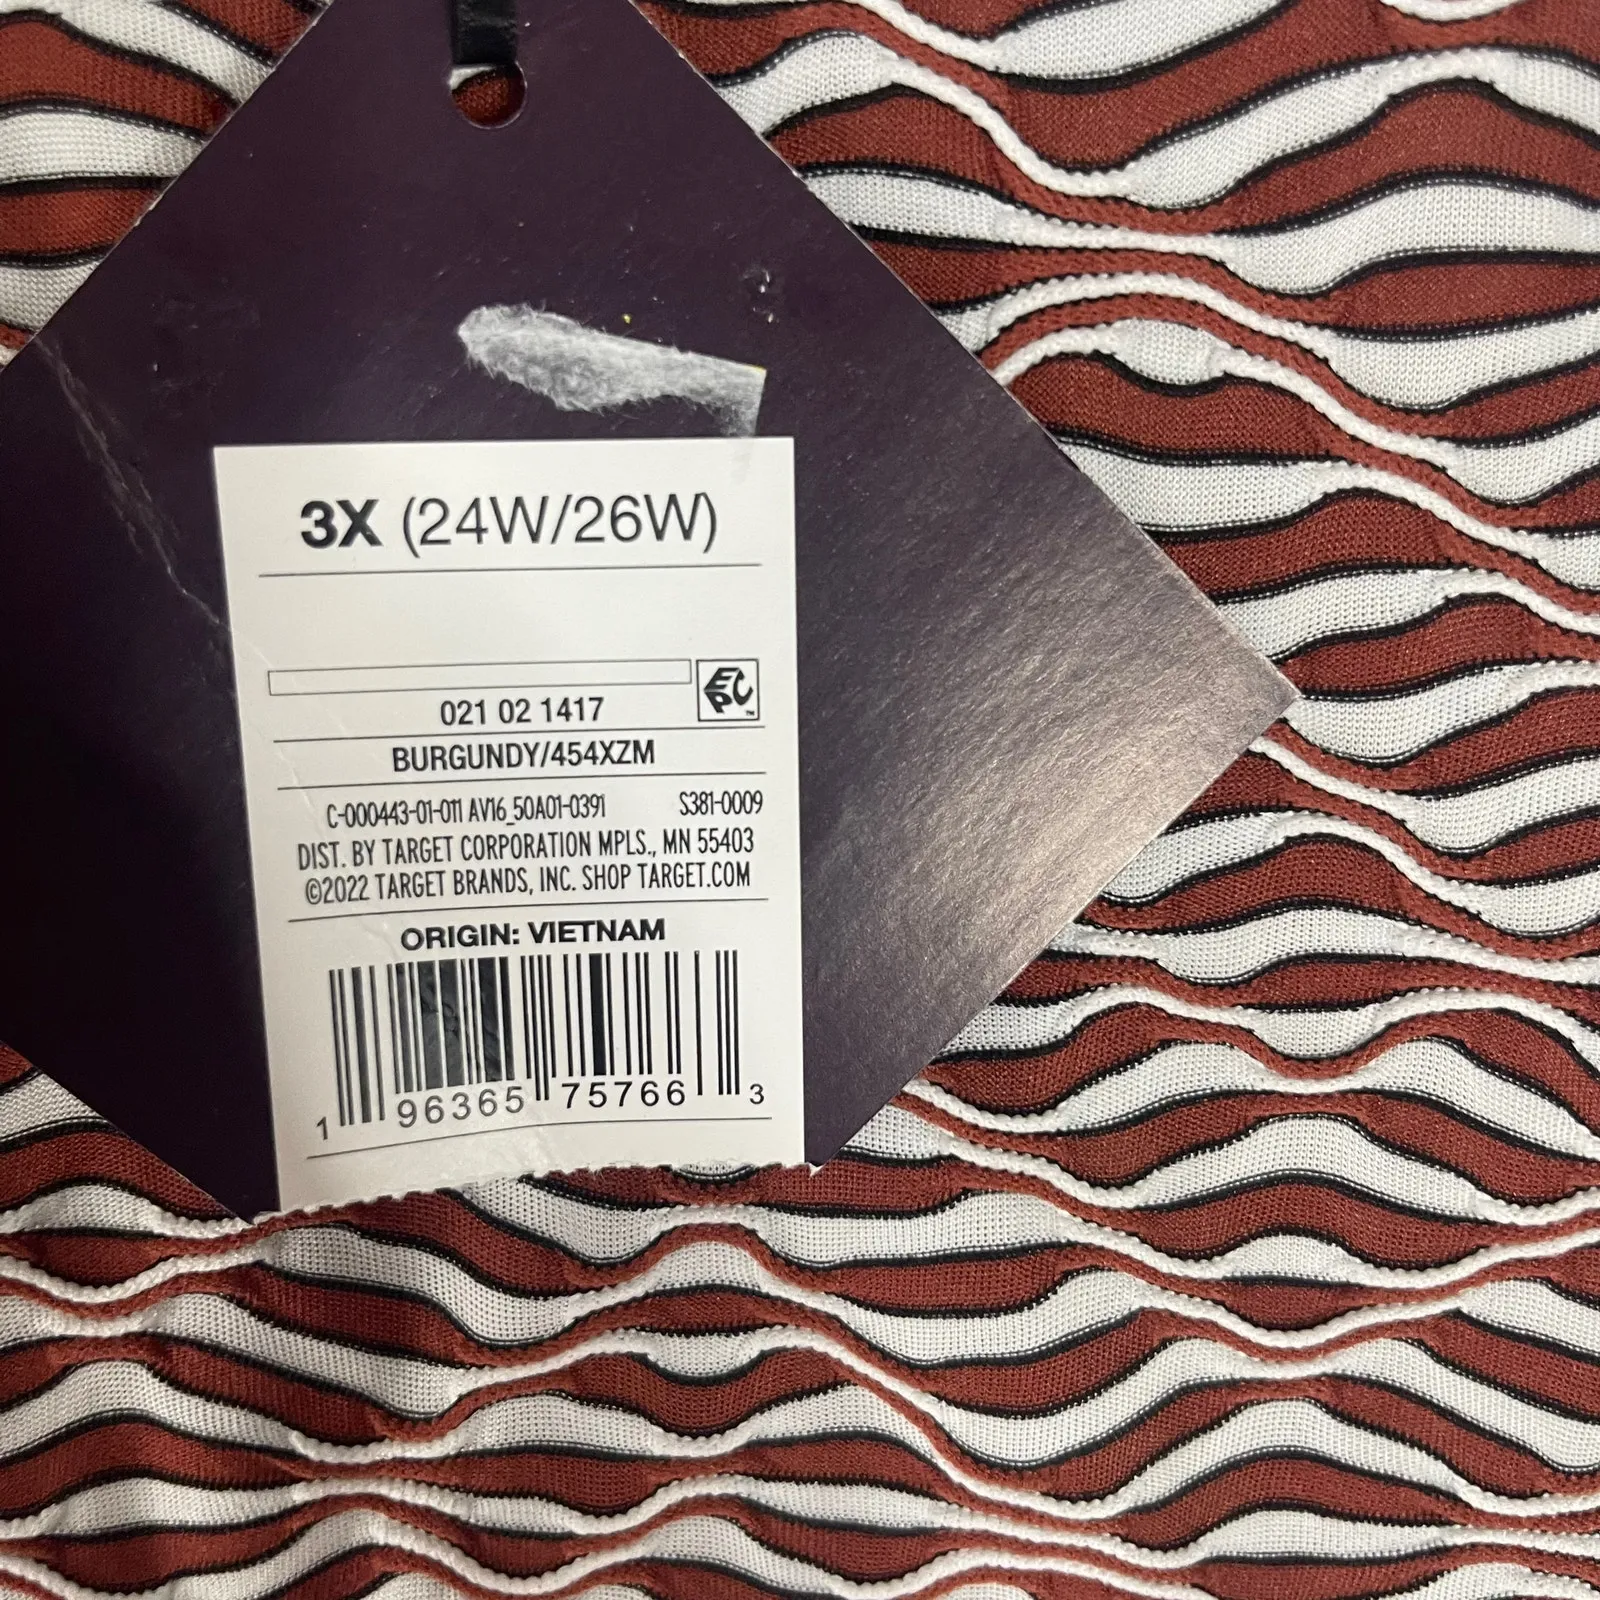 3X (24W/26W)
EPC™
021 02 1417
BURGUNDY/454XZM
C-000443-01-011 AV16_50A01-0391 S381-0009
DIST. BY TARGET CORPORATION MPLS., MN 55403
©2022 TARGET BRANDS, INC. SHOP TARGET.COM
ORIGIN: VIETNAM
1 96365 75766 3